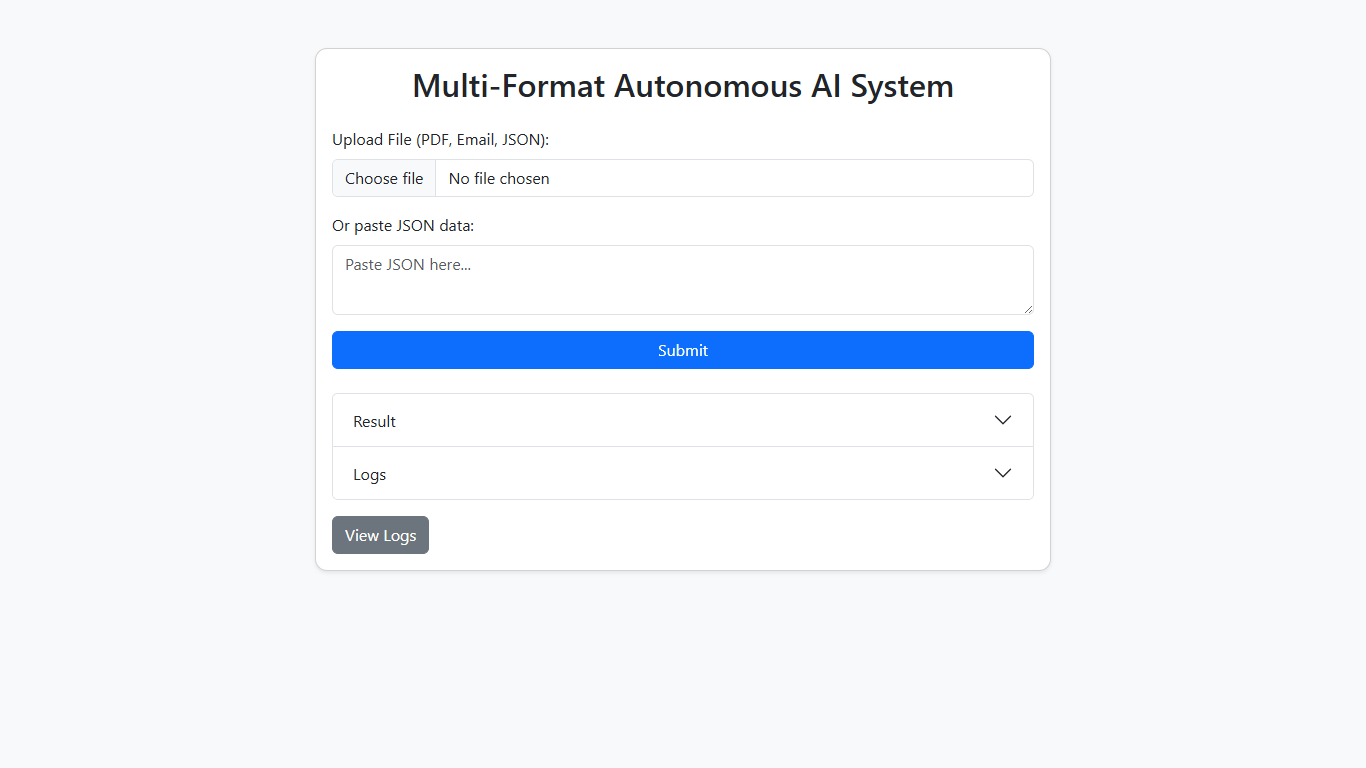 Multi-Format Autonomous AI System
Upload File (PDF, Email, JSON):
Choose file No file chosen
Or paste JSON data:
Paste JSON here...
Submit
Result
Logs
View Logs